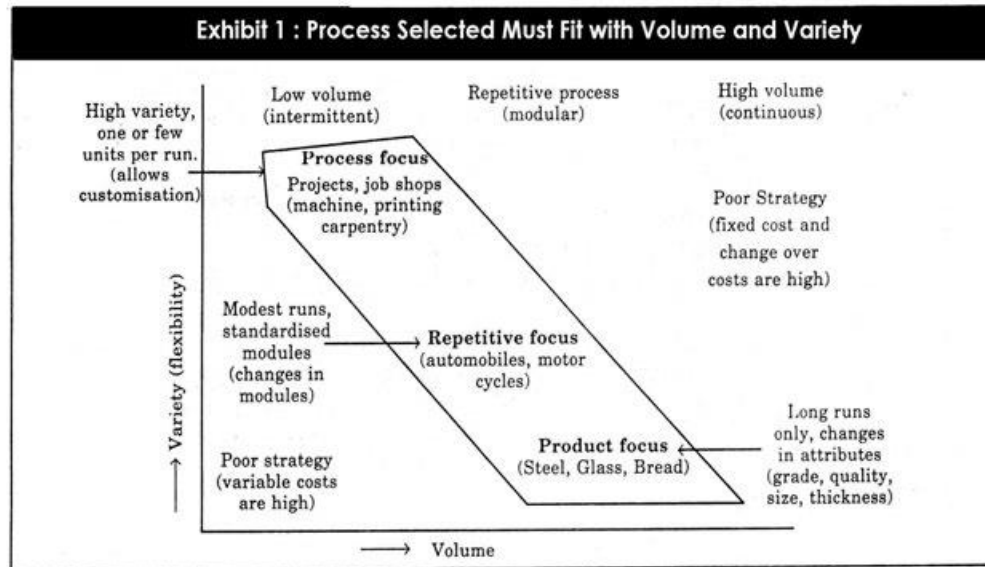 Exhibit 1 : Process Selected Must Fit with Volume and Variety
High variety,
one or few
units per run.
(allows
customisation)
Low volume
(intermittent)
Repetitive process
(modular)
High volume
(continuous)
Process focus
Projects, job shops
(machine, printing
carpentry)
Poor Strategy
(fixed cost and
change over
costs are high)
Modest runs,
standardised
modules
(changes in
modules)
Repetitive focus
(automobiles, motor
cycles)
Poor strategy
(variable costs
are high)
Product focus
(Steel, Glass, Bread)
Long runs
only, changes
in attributes
(grade, quality,
size, thickness)
Variety (flexibility)
Volume